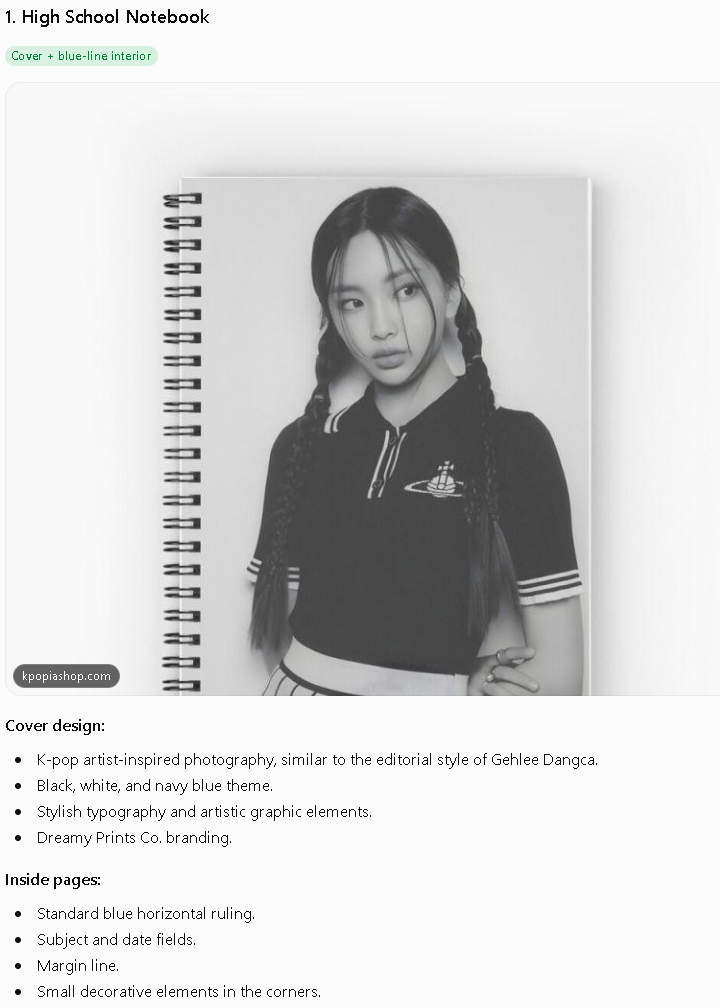 1. High School Notebook
Cover + blue-line interior
kpopiashop.com
Cover design:
K-pop artist-inspired photography, similar to the editorial style of Gehlee Dangca.
Black, white, and navy blue theme.
Stylish typography and artistic graphic elements.
Dreamy Prints Co. branding.
Inside pages:
Standard blue horizontal ruling.
Subject and date fields.
Margin line.
Small decorative elements in the corners.